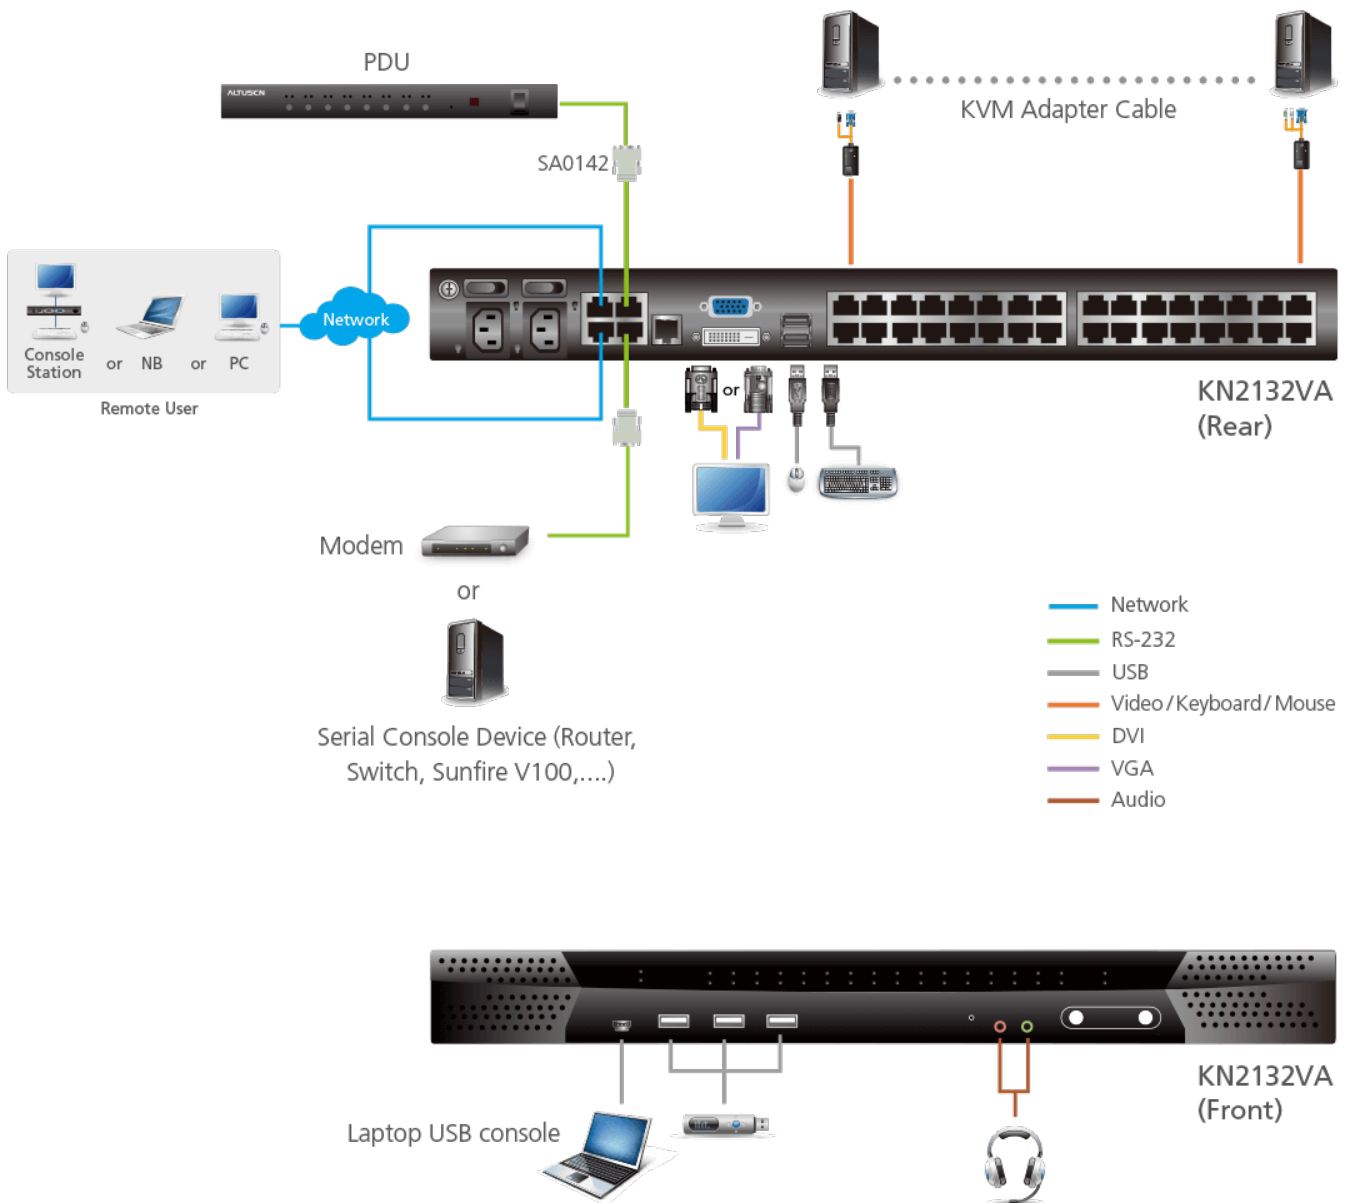 PDU
ALTUSCN
KVM Adapter Cable
SA0142
Network
Console
Station
or
NB
or
PC
Remote User
or
KN2132VA
(Rear)
Modem
or
Serial Console Device (Router,
Switch, Sunfire V100,....)
Network
RS-232
USB
Video/Keyboard/Mouse
DVI
VGA
Audio
KN2132VA
(Front)
Laptop USB console